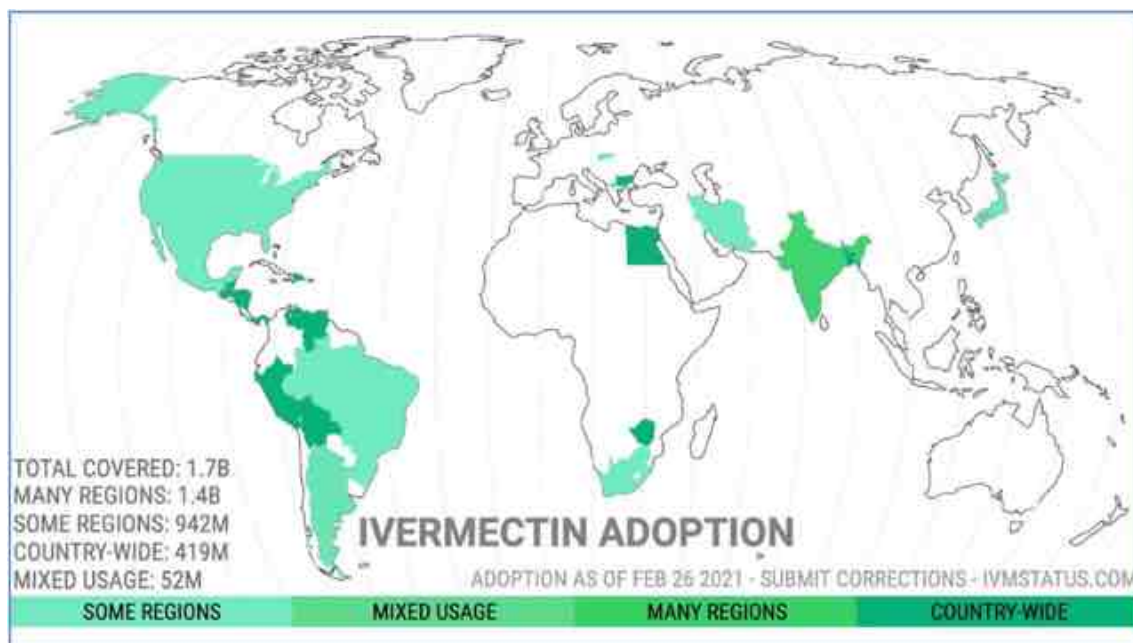 TOTAL COVERED: 1.7B
MANY REGIONS: 1.4B
SOME REGIONS: 942M
COUNTRY-WIDE: 419M
MIXED USAGE: 52M
IVERMECTIN ADOPTION
ADOPTION AS OF FEB 26 2021 - SUBMIT CORRECTIONS - IVMSTATUS.COM
SOME REGIONS MIXED USAGE MANY REGIONS COUNTRY-WIDE